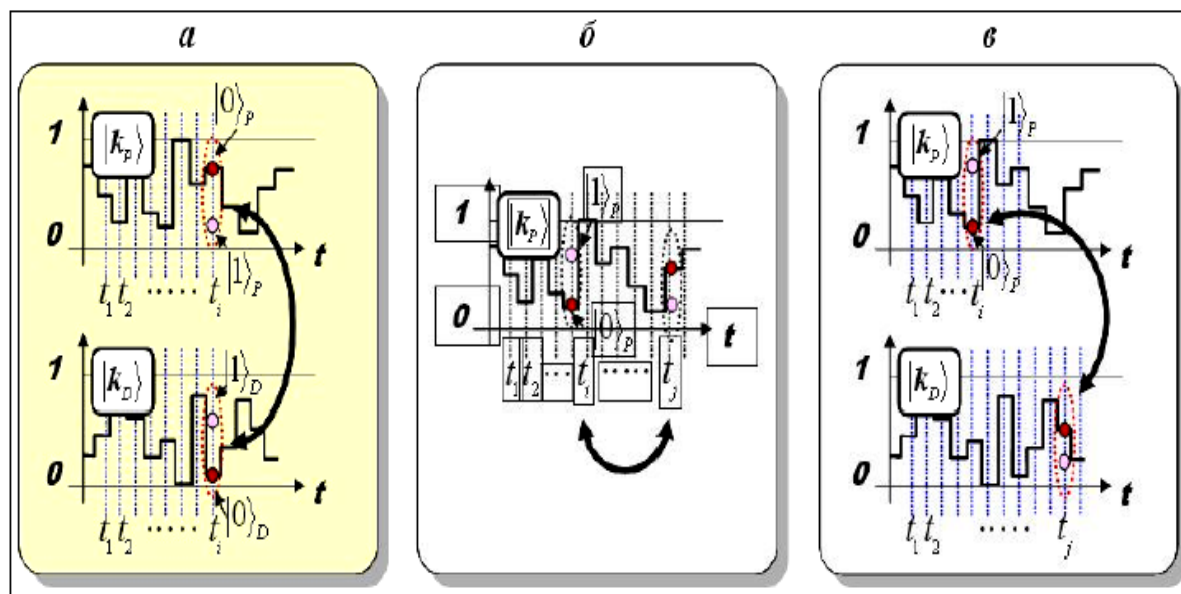 а б в
1
|k_P⟩
|0⟩_P
0
|1⟩_P
t
t_1 t_2 ······ t_i
1
|k_D⟩
|1⟩_D
0
|0⟩_D
t
t_1 t_2 ······ t_i
1
|k_P⟩
|1⟩_P
0
|0⟩_P
t
t_1 t_2 ···· t_i ····· t_j
1
|k_P⟩
|1⟩_P
0
|0⟩_P
t
t_1 t_2 ···· t_i
1
|k_D⟩
0
t
t_1 t_2 ····· t_j